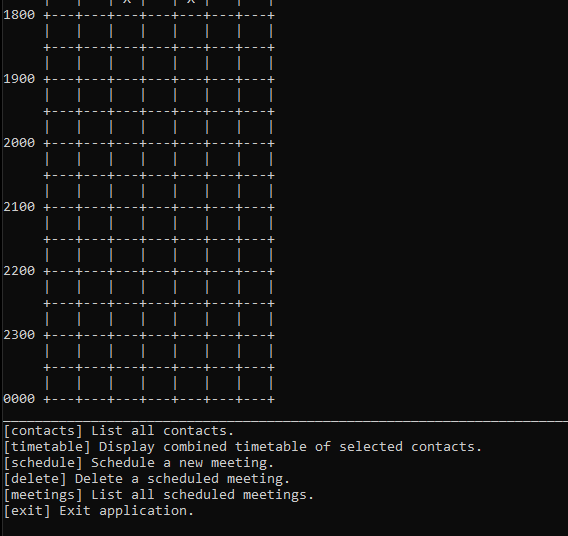 |   |   | X |   | X |   |   |
1800 +---+---+---+---+---+---+---+
|   |   |   |   |   |   |   |
+---+---+---+---+---+---+---+
|   |   |   |   |   |   |   |
1900 +---+---+---+---+---+---+---+
|   |   |   |   |   |   |   |
+---+---+---+---+---+---+---+
|   |   |   |   |   |   |   |
2000 +---+---+---+---+---+---+---+
|   |   |   |   |   |   |   |
+---+---+---+---+---+---+---+
|   |   |   |   |   |   |   |
2100 +---+---+---+---+---+---+---+
|   |   |   |   |   |   |   |
+---+---+---+---+---+---+---+
|   |   |   |   |   |   |   |
2200 +---+---+---+---+---+---+---+
|   |   |   |   |   |   |   |
+---+---+---+---+---+---+---+
|   |   |   |   |   |   |   |
2300 +---+---+---+---+---+---+---+
|   |   |   |   |   |   |   |
+---+---+---+---+---+---+---+
|   |   |   |   |   |   |   |
0000 +---+---+---+---+---+---+---+
[contacts] List all contacts.
[timetable] Display combined timetable of selected contacts.
[schedule] Schedule a new meeting.
[delete] Delete a scheduled meeting.
[meetings] List all scheduled meetings.
[exit] Exit application.